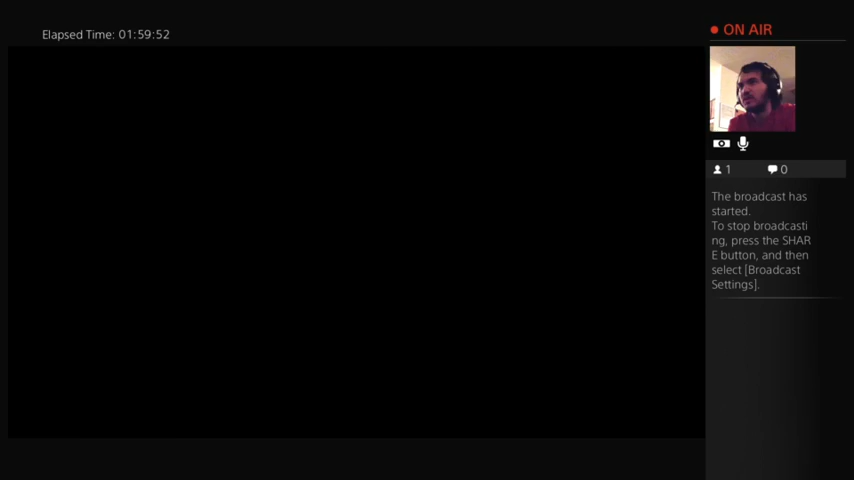 Elapsed Time: 01:59:52
ON AIR
1
0
The broadcast has
started.
To stop broadcasti
ng, press the SHAR
E button, and then
select [Broadcast
Settings].